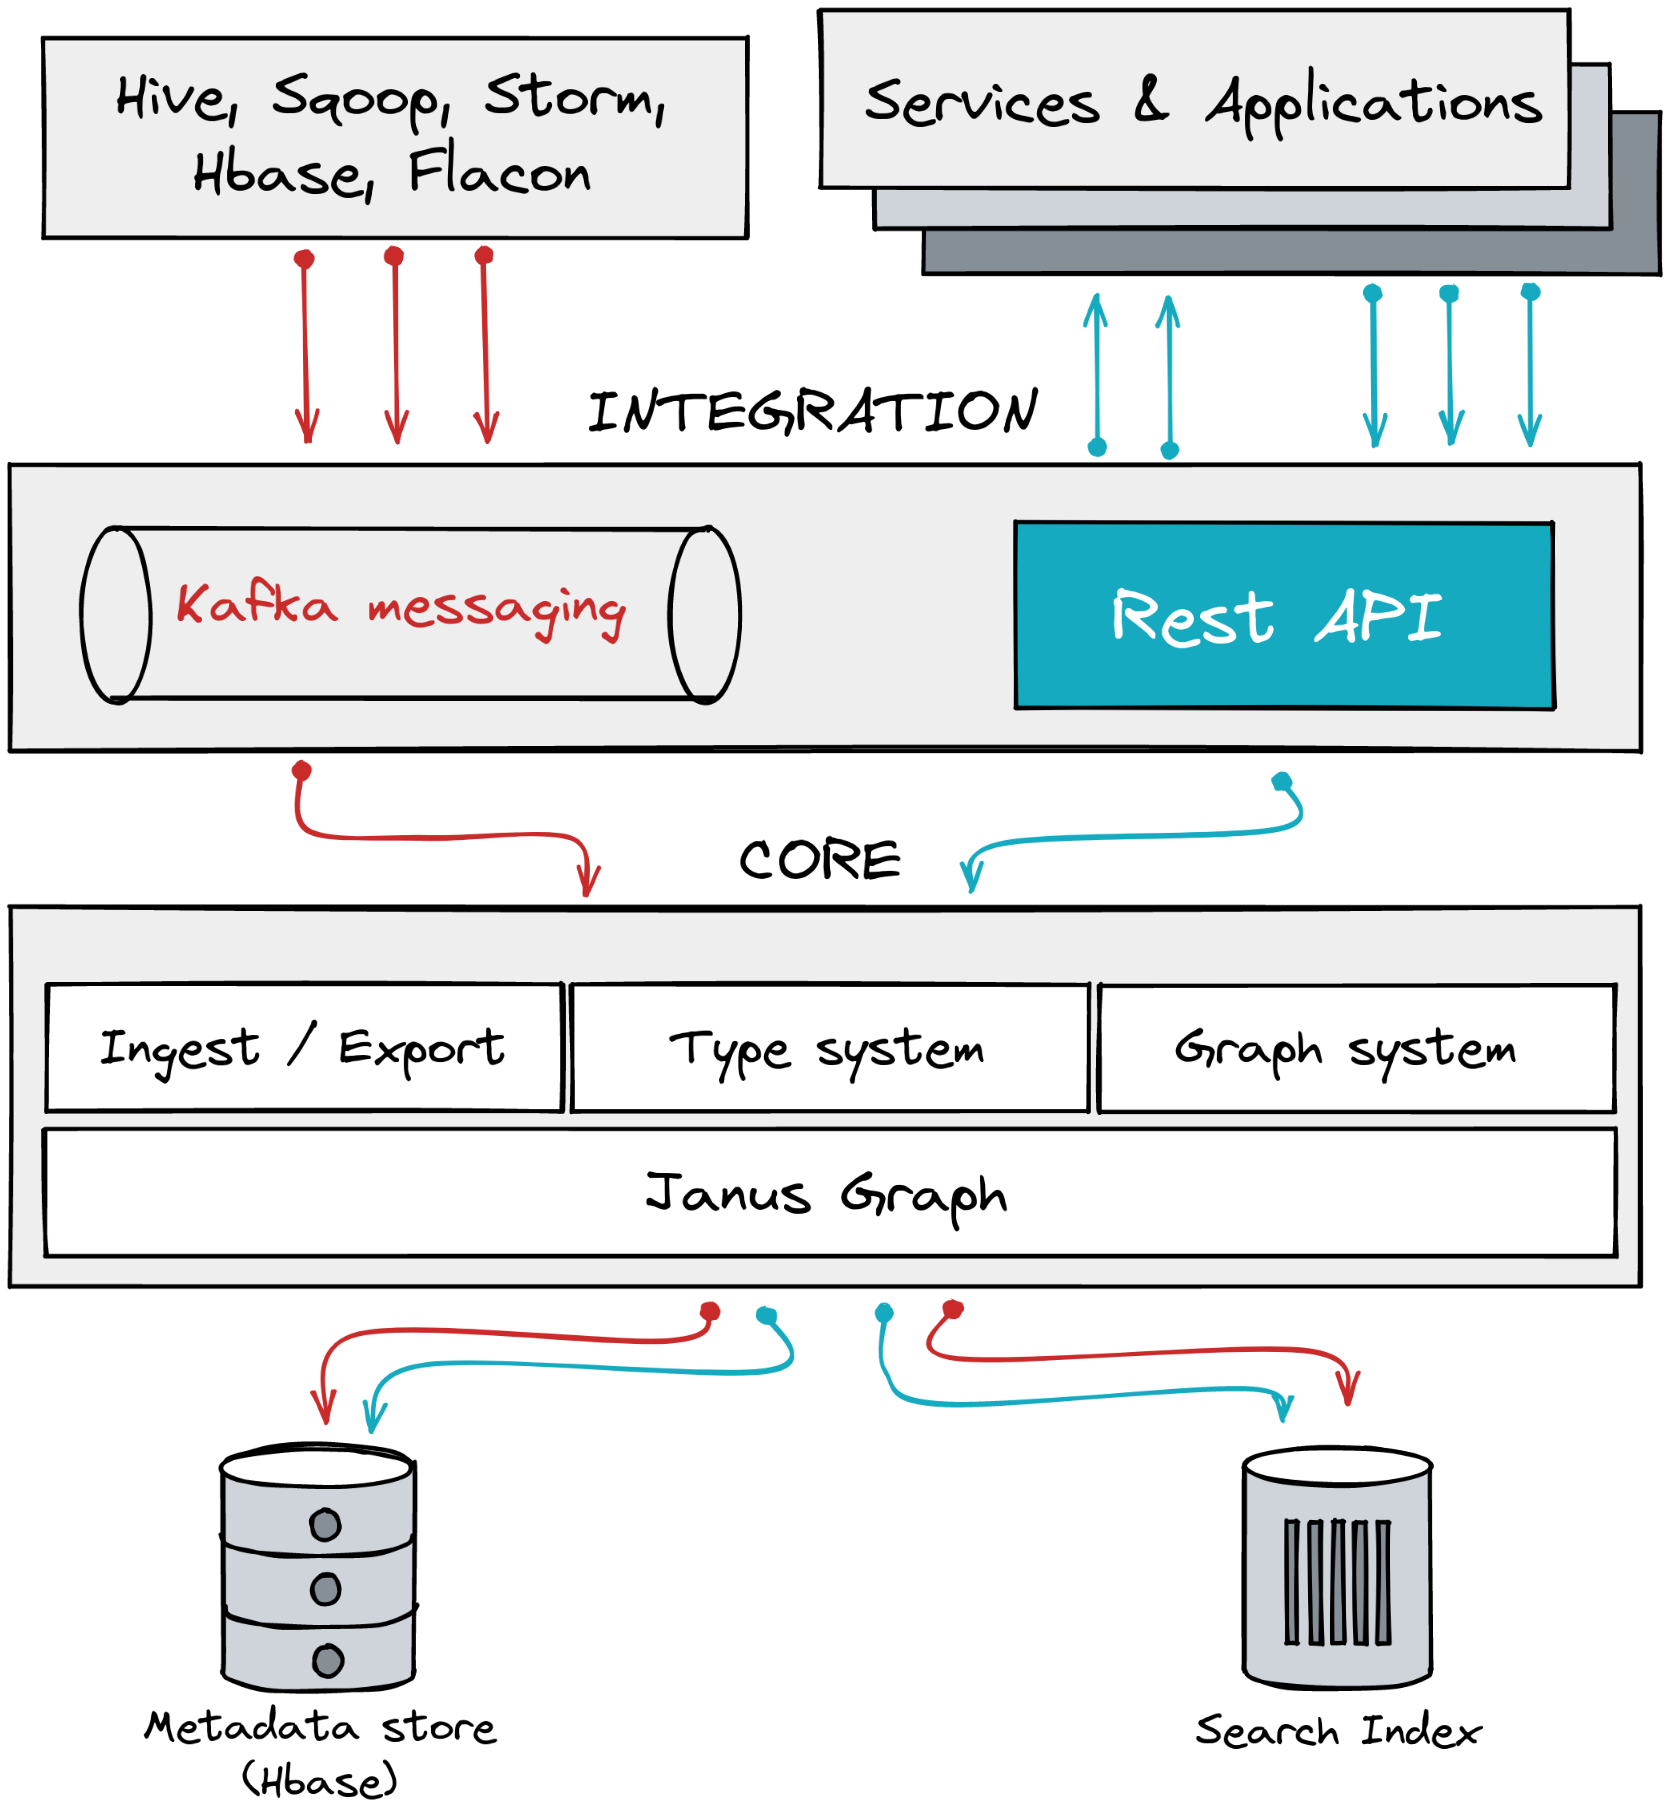 Hive, Sqoop, Storm,
Hbase, Flacon
Services & Applications
INTEGRATION
Kafka messaging
Rest API
CORE
Ingest / Export
Type system
Graph system
Janus Graph
Metadata store
(Hbase)
Search Index